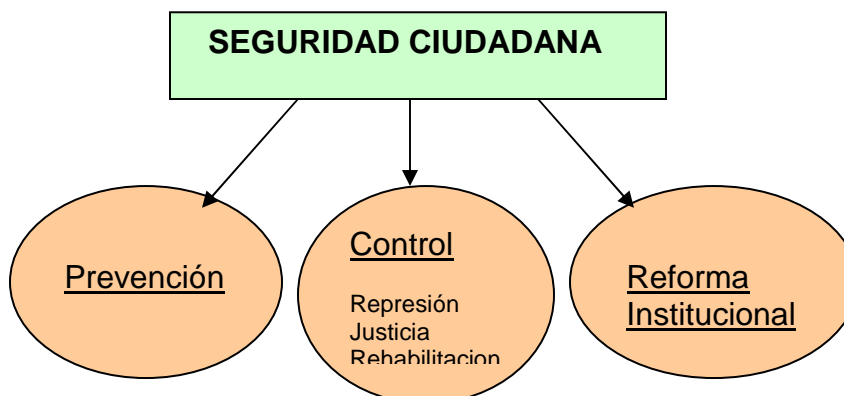 SEGURIDAD CIUDADANA
Prevención
Control
Represión
Justicia
Rehabilitacion
Reforma
Institucional